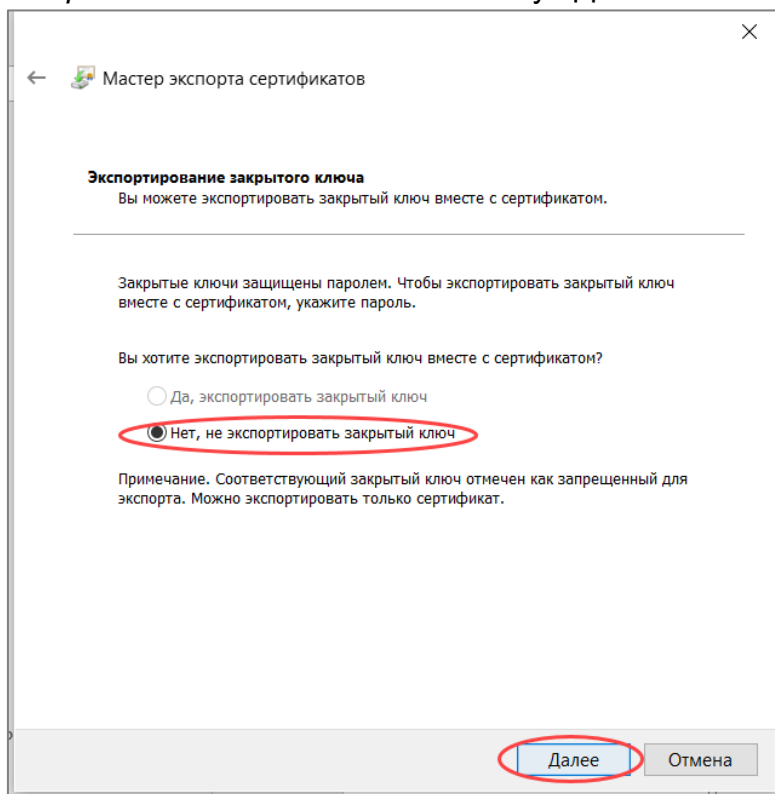 Мастер экспорта сертификатов
Экспортирование закрытого ключа
Вы можете экспортировать закрытый ключ вместе с сертификатом.
Закрытые ключи защищены паролем. Чтобы экспортировать закрытый ключ
вместе с сертификатом, укажите пароль.
Вы хотите экспортировать закрытый ключ вместе с сертификатом?
Да, экспортировать закрытый ключ
Нет, не экспортировать закрытый ключ
Примечание. Соответствующий закрытый ключ отмечен как запрещенный для
экспорта. Можно экспортировать только сертификат.
Далее
Отмена